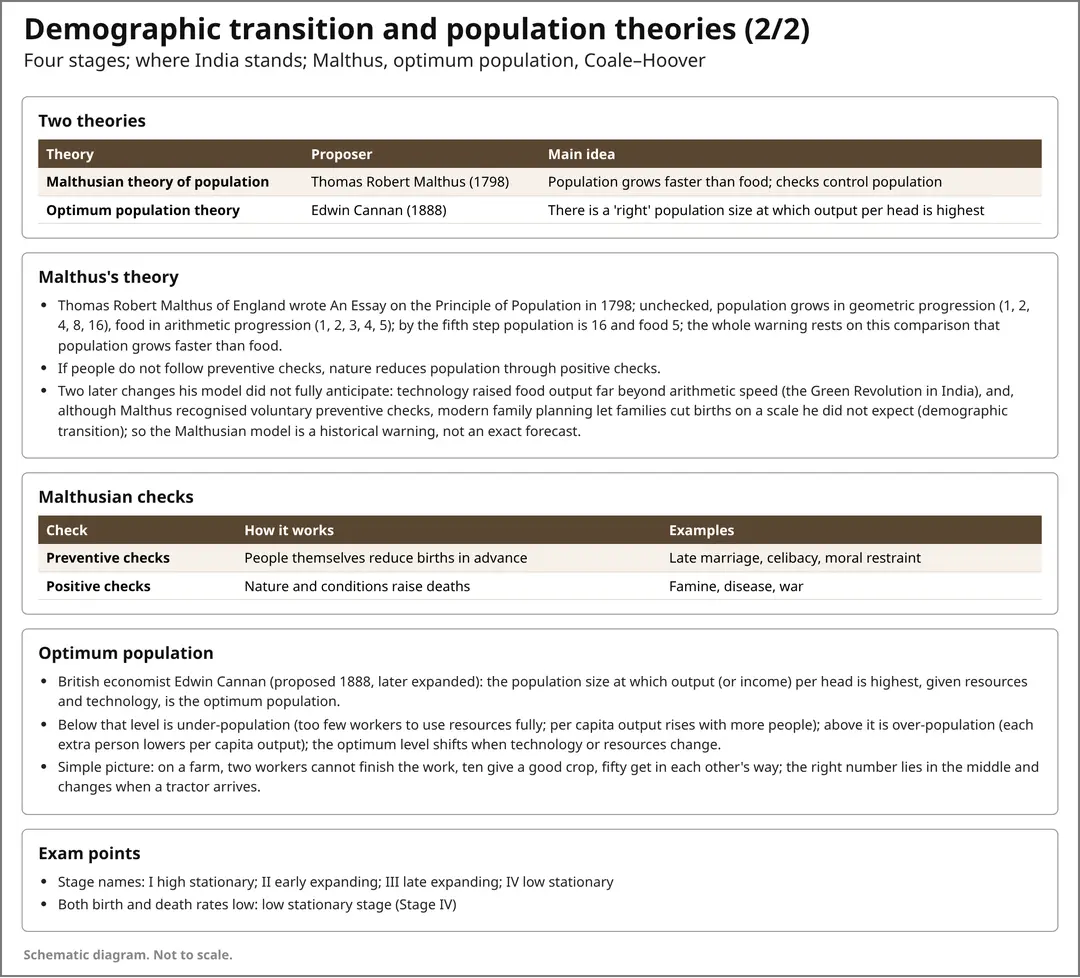 Demographic transition and population theories (2/2)
Four stages; where India stands; Malthus, optimum population, Coale–Hoover
Two theories
Theory Proposer Main idea
Malthusian theory of population Thomas Robert Malthus (1798) Population grows faster than food; checks control population
Optimum population theory Edwin Cannan (1888) There is a 'right' population size at which output per head is highest
Malthus's theory
• Thomas Robert Malthus of England wrote An Essay on the Principle of Population in 1798; unchecked, population grows in geometric progression (1, 2,
4, 8, 16), food in arithmetic progression (1, 2, 3, 4, 5); by the fifth step population is 16 and food 5; the whole warning rests on this comparison that
population grows faster than food.
• If people do not follow preventive checks, nature reduces population through positive checks.
• Two later changes his model did not fully anticipate: technology raised food output far beyond arithmetic speed (the Green Revolution in India), and,
although Malthus recognised voluntary preventive checks, modern family planning let families cut births on a scale he did not expect (demographic
transition); so the Malthusian model is a historical warning, not an exact forecast.
Malthusian checks
Check How it works Examples
Preventive checks People themselves reduce births in advance Late marriage, celibacy, moral restraint
Positive checks Nature and conditions raise deaths Famine, disease, war
Optimum population
• British economist Edwin Cannan (proposed 1888, later expanded): the population size at which output (or income) per head is highest, given resources
and technology, is the optimum population.
• Below that level is under-population (too few workers to use resources fully; per capita output rises with more people); above it is over-population (each
extra person lowers per capita output); the optimum level shifts when technology or resources change.
• Simple picture: on a farm, two workers cannot finish the work, ten give a good crop, fifty get in each other's way; the right number lies in the middle and
changes when a tractor arrives.
Exam points
• Stage names: I high stationary; II early expanding; III late expanding; IV low stationary
• Both birth and death rates low: low stationary stage (Stage IV)
Schematic diagram. Not to scale.